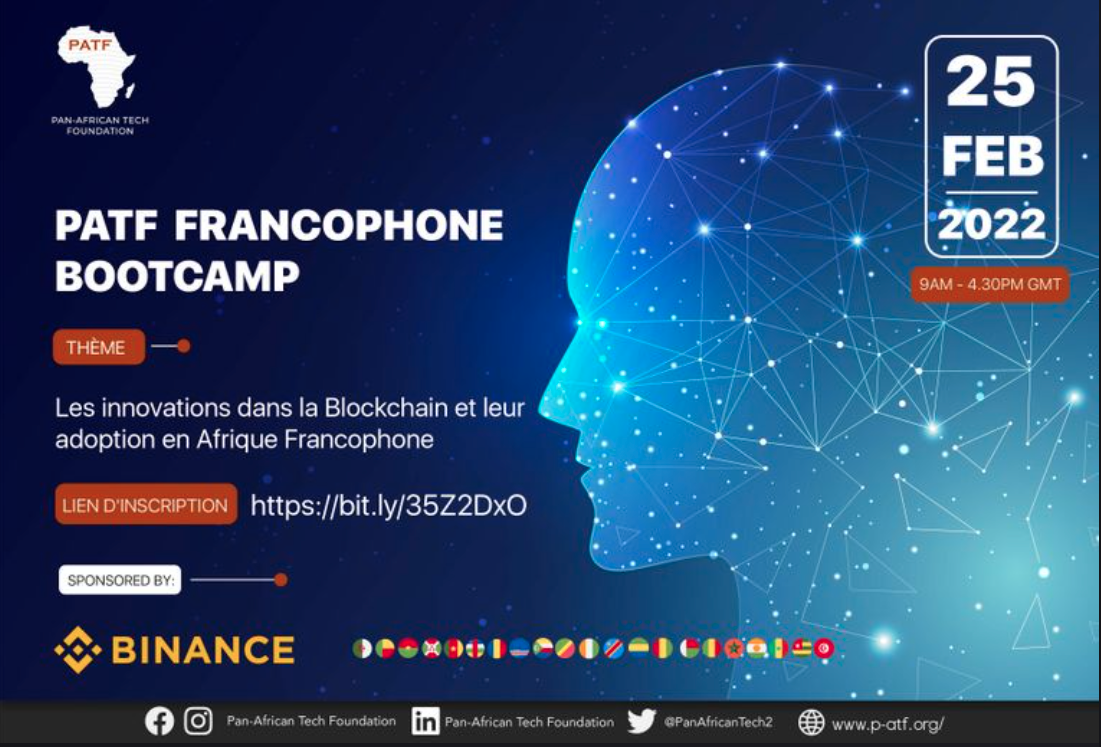 PATF
PAN-AFRICAN TECH
FOUNDATION
25
FEB
2022
9AM - 4.30PM GMT
PATF FRANCOPHONE
BOOTCAMP
THÈME
Les innovations dans la Blockchain et leur
adoption en Afrique Francophone
LIEN D'INSCRIPTION https://bit.ly/35Z2DxO
SPONSORED BY:
BINANCE
Pan-African Tech Foundation in Pan-African Tech Foundation @PanAfricanTech2 www.p-atf.org/